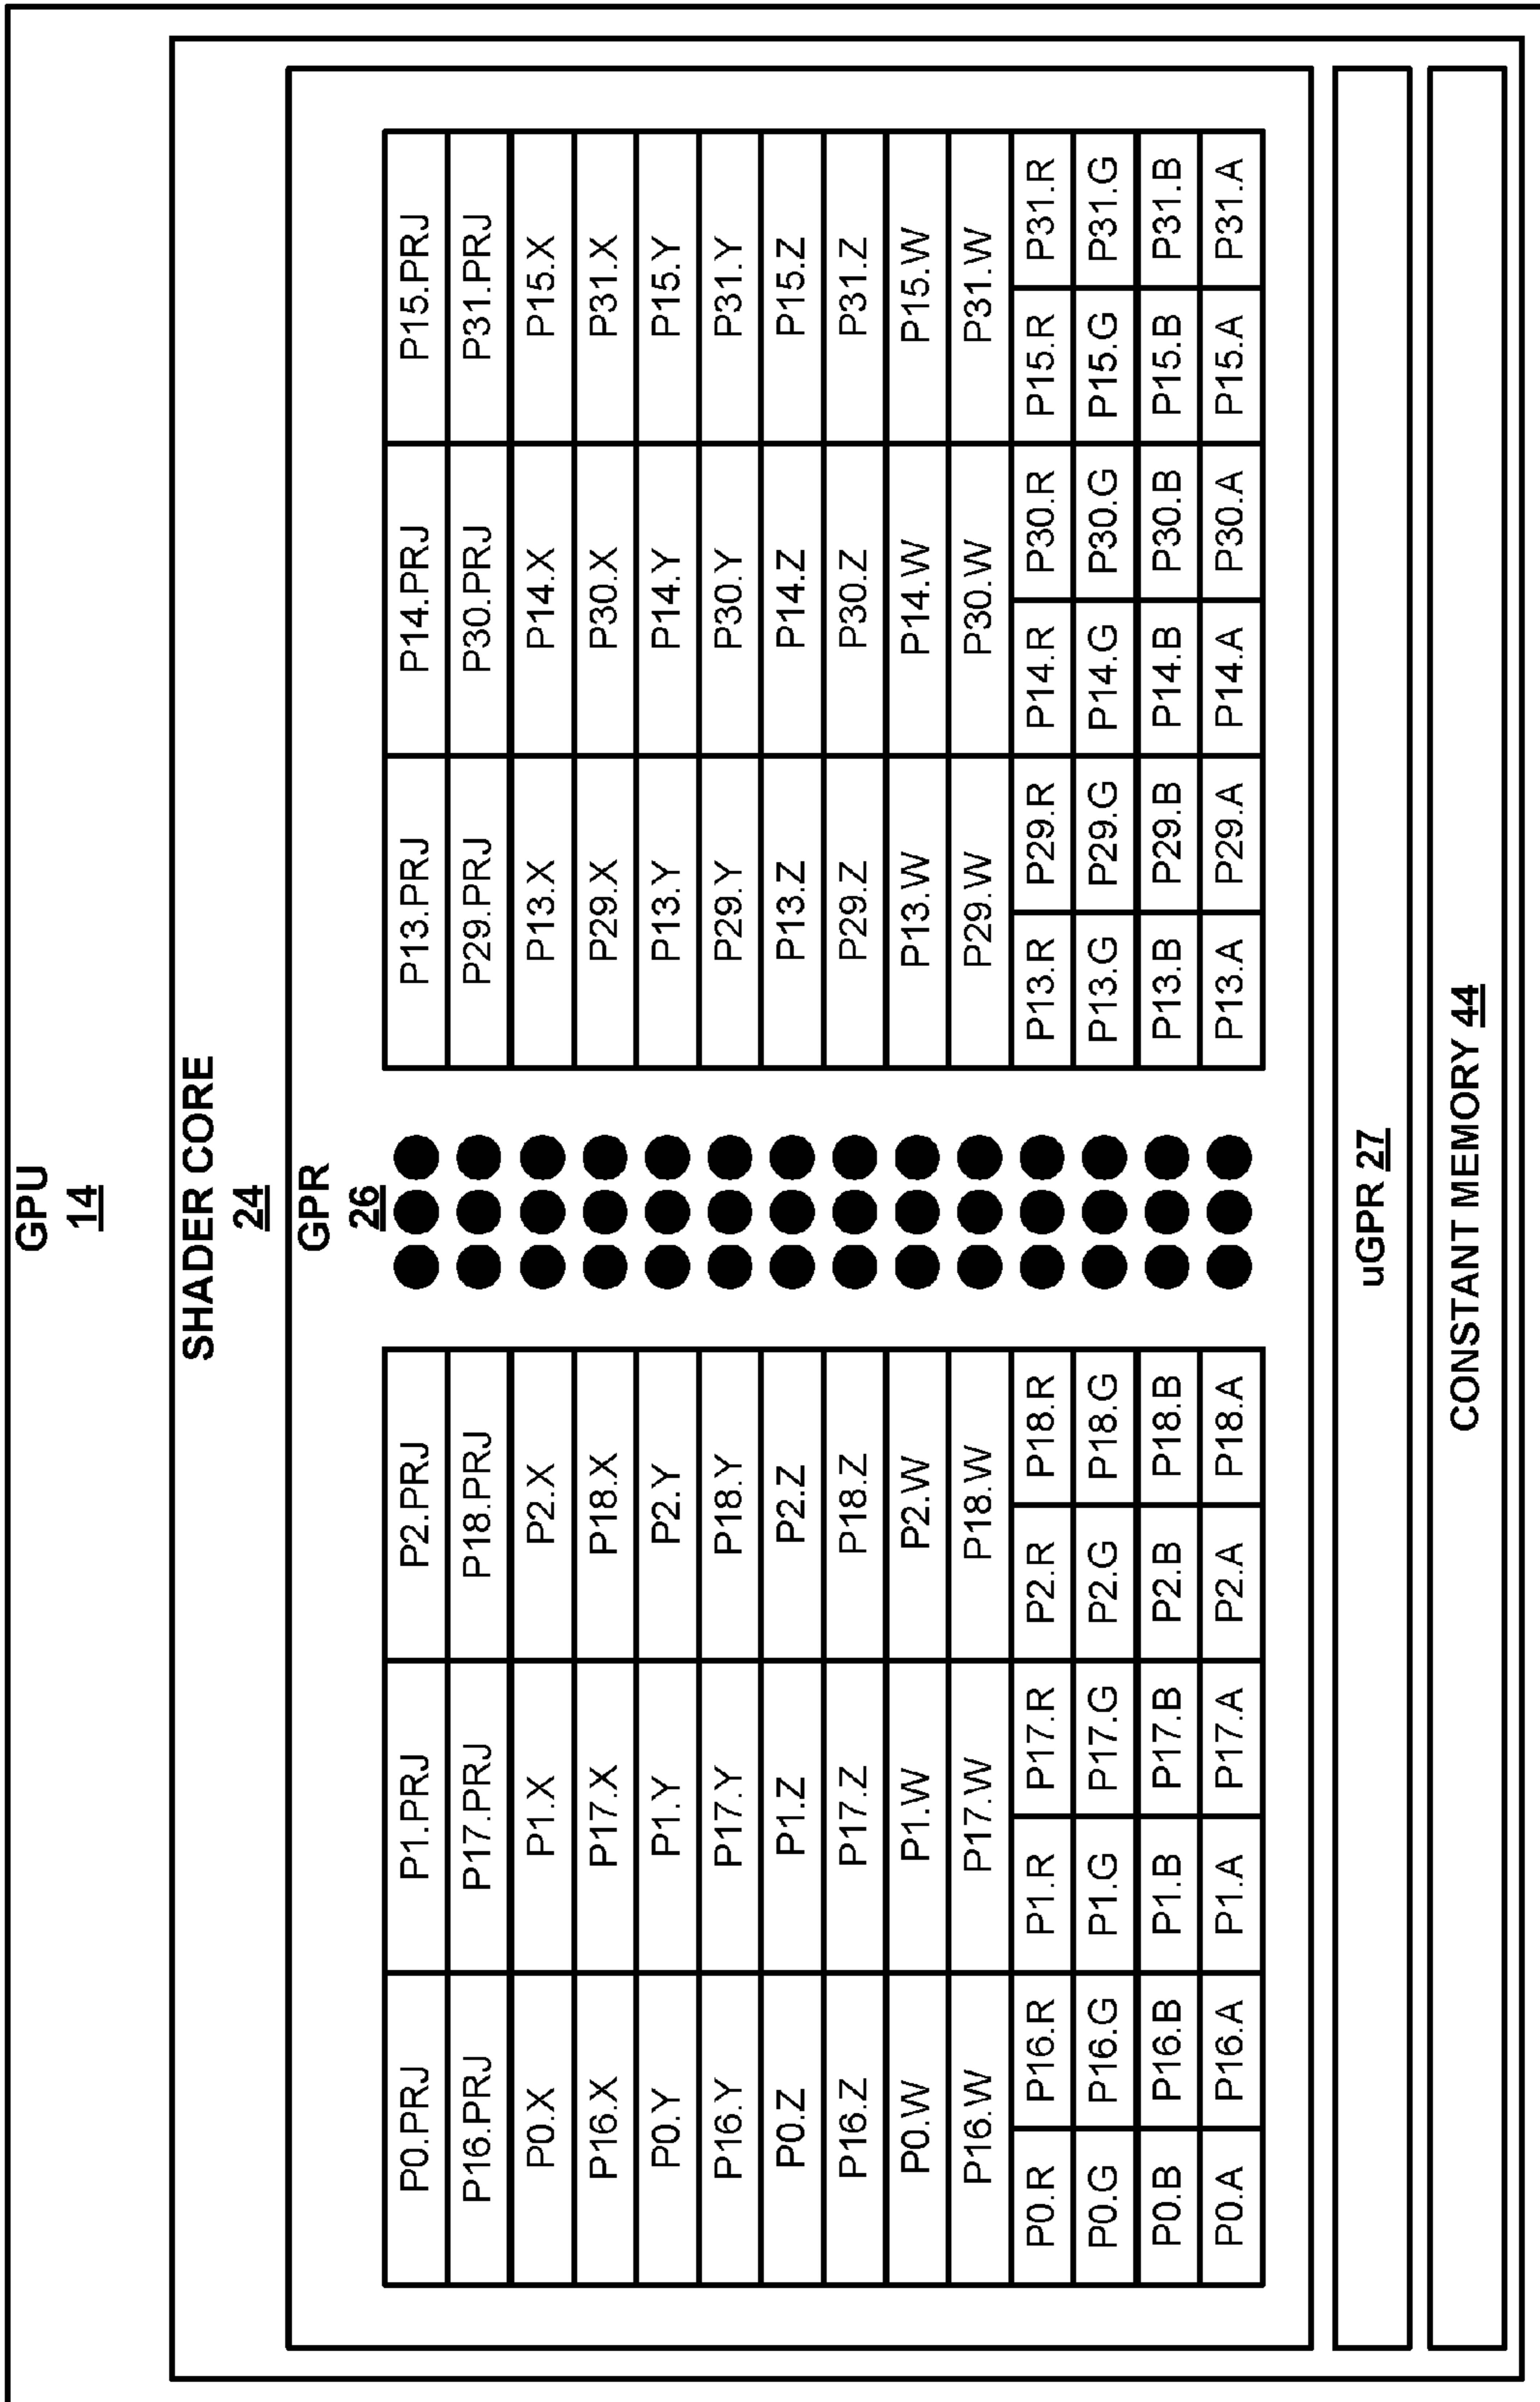 GPU
14
SHADER CORE
24
GPR
26
P0.PRJ P1.PRJ P2.PRJ P13.PRJ P14.PRJ P15.PRJ
P16.PRJ P17.PRJ P18.PRJ P29.PRJ P30.PRJ P31.PRJ
P0.X P1.X P2.X P13.X P14.X P15.X
P16.X P17.X P18.X P29.X P30.X P31.X
P0.Y P1.Y P2.Y P13.Y P14.Y P15.Y
P16.Y P17.Y P18.Y P29.Y P30.Y P31.Y
P0.Z P1.Z P2.Z P13.Z P14.Z P15.Z
P16.Z P17.Z P18.Z P29.Z P30.Z P31.Z
P0.W P1.W P2.W P13.W P14.W P15.W
P16.W P17.W P18.W P29.W P30.W P31.W
P0.R P16.R P1.R P17.R P2.R P18.R P13.R P29.R P14.R P30.R P15.R P31.R
P0.G P16.G P1.G P17.G P2.G P18.G P13.G P29.G P14.G P30.G P15.G P31.G
P0.B P16.B P1.B P17.B P2.B P18.B P13.B P29.B P14.B P30.B P15.B P31.B
P0.A P16.A P1.A P17.A P2.A P18.A P13.A P29.A P14.A P30.A P15.A P31.A
uGPR 27
CONSTANT MEMORY 44